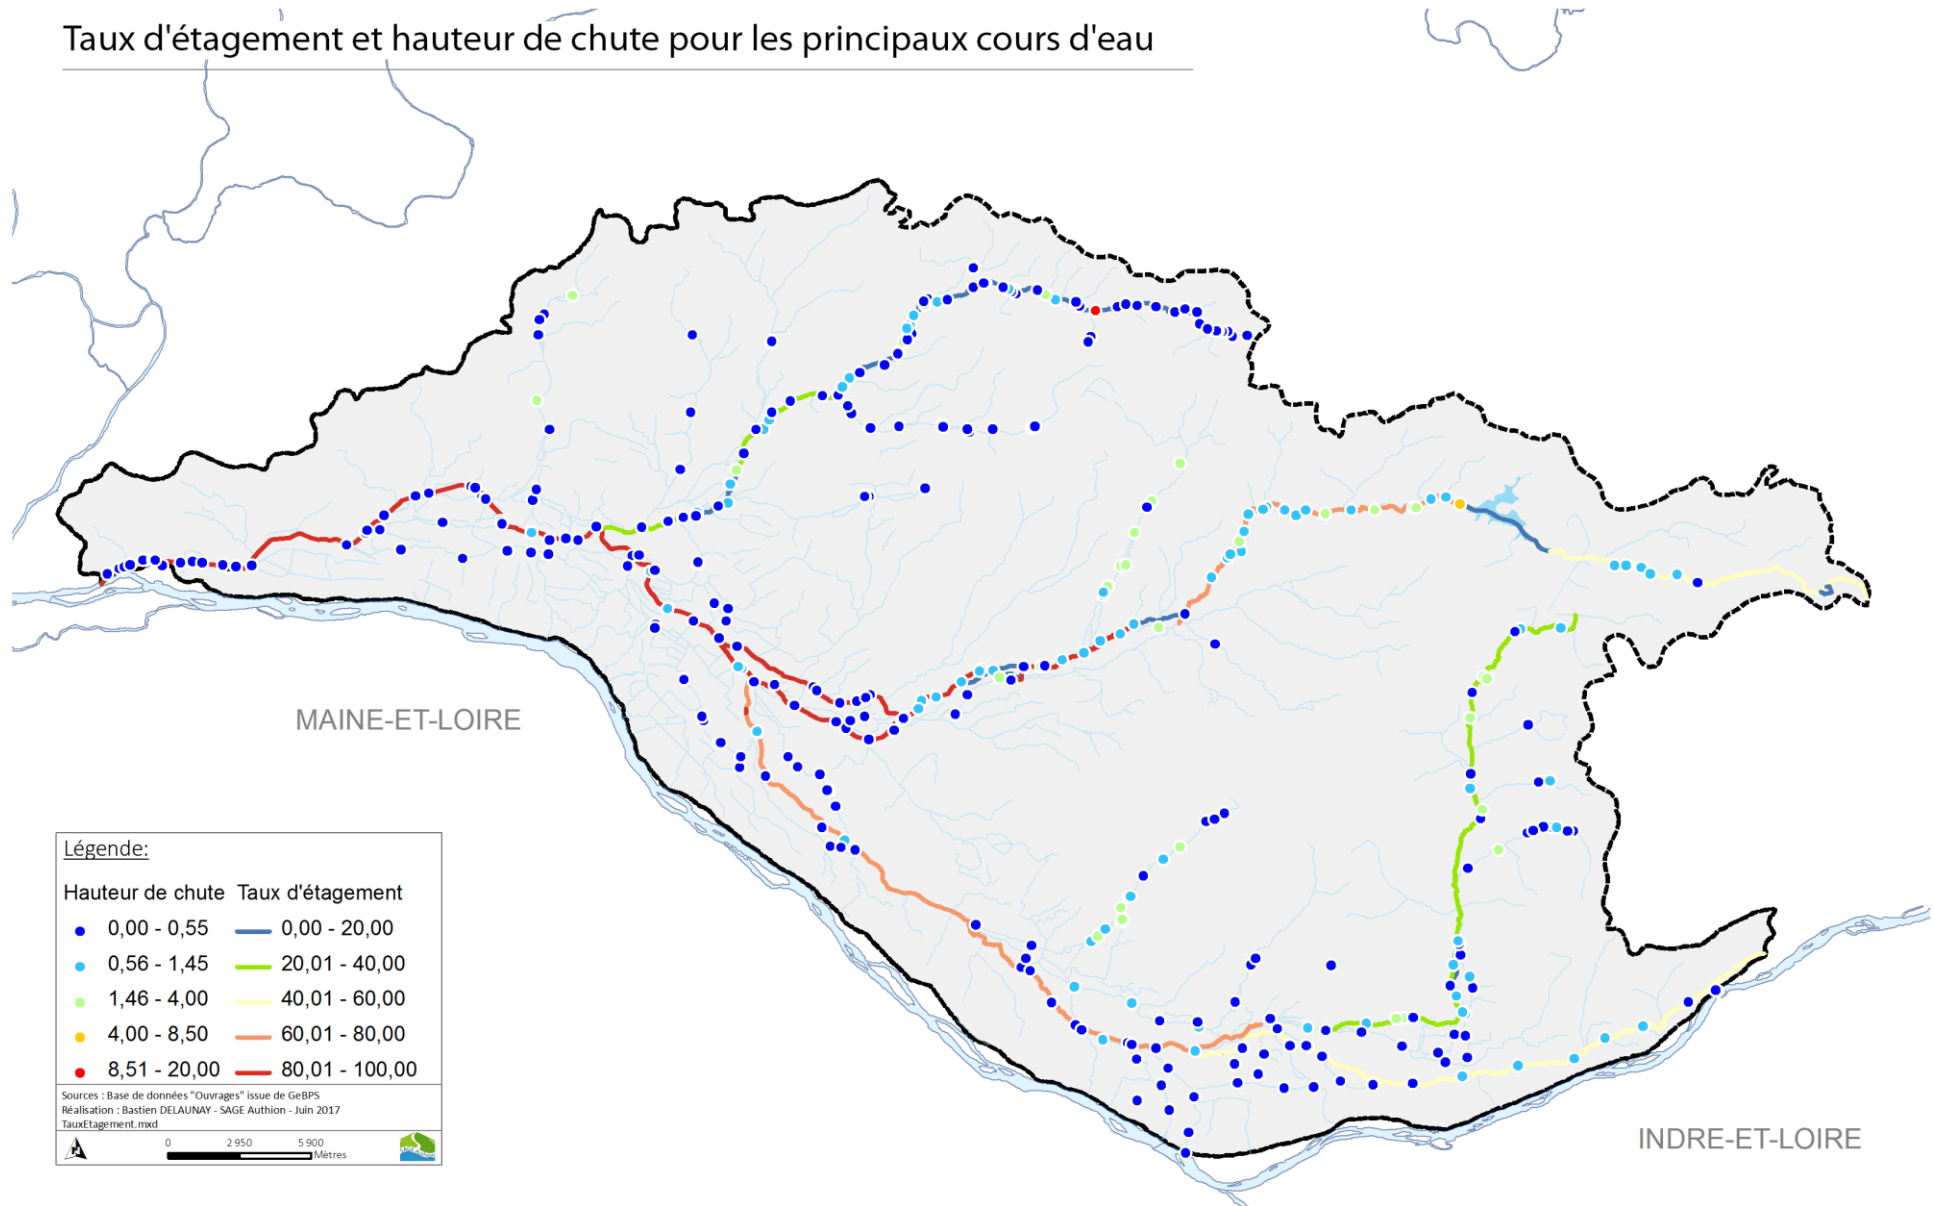 Taux d'étagement et hauteur de chute pour les principaux cours d'eau
MAINE-ET-LOIRE
INDRE-ET-LOIRE
Légende:
Hauteur de chute Taux d'étagement
0,00 - 0,55 0,00 - 20,00
0,56 - 1,45 20,01 - 40,00
1,46 - 4,00 40,01 - 60,00
4,00 - 8,50 60,01 - 80,00
8,51 - 20,00 80,01 - 100,00
Sources : Base de données "Ouvrages" issue de GeBPS
Réalisation : Bastien DELAUNAY - SAGE Authion - Juin 2017
TauxEtagement.mxd
0 2 950 5 900
Mètres